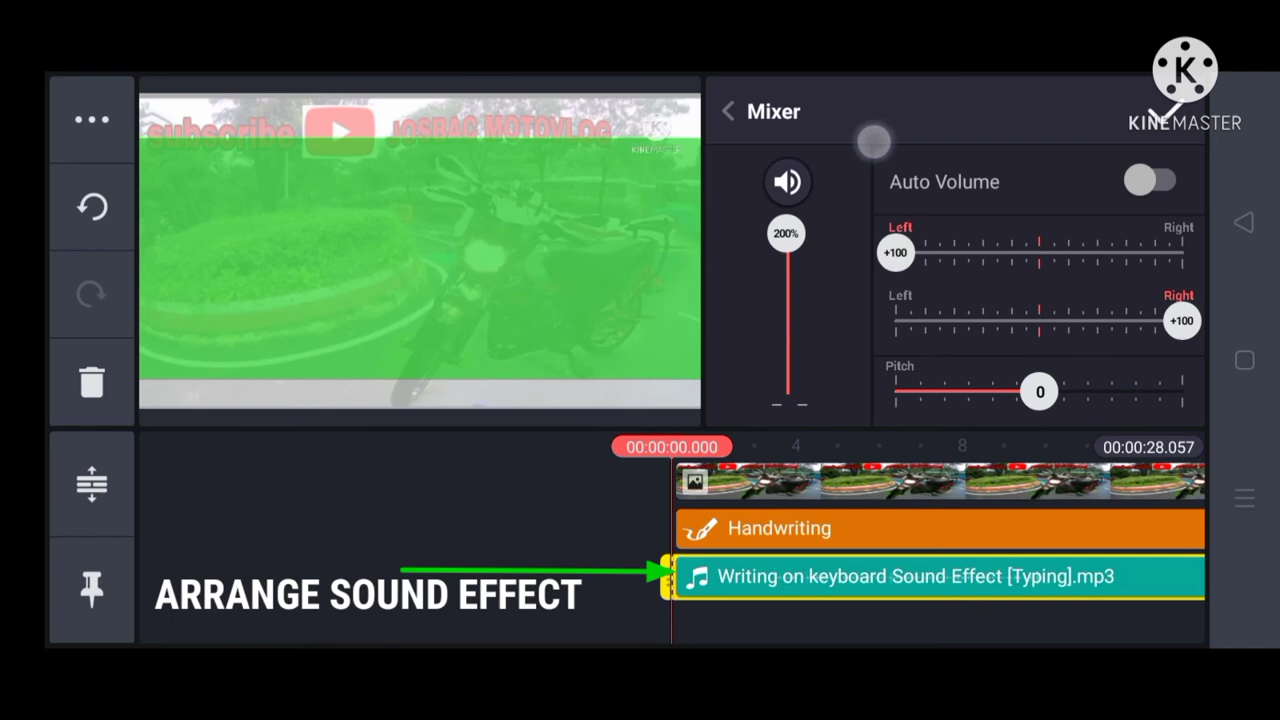 subscribe JOSBAC MOTOVLOG
KINEMASTER
Mixer
KINEMASTER
200%
Auto Volume
Left Right
+100
Left Right
+100
Pitch
0
00:00:00.000 4 8 00:00:28.057
Handwriting
Writing on keyboard Sound Effect [Typing].mp3
ARRANGE SOUND EFFECT